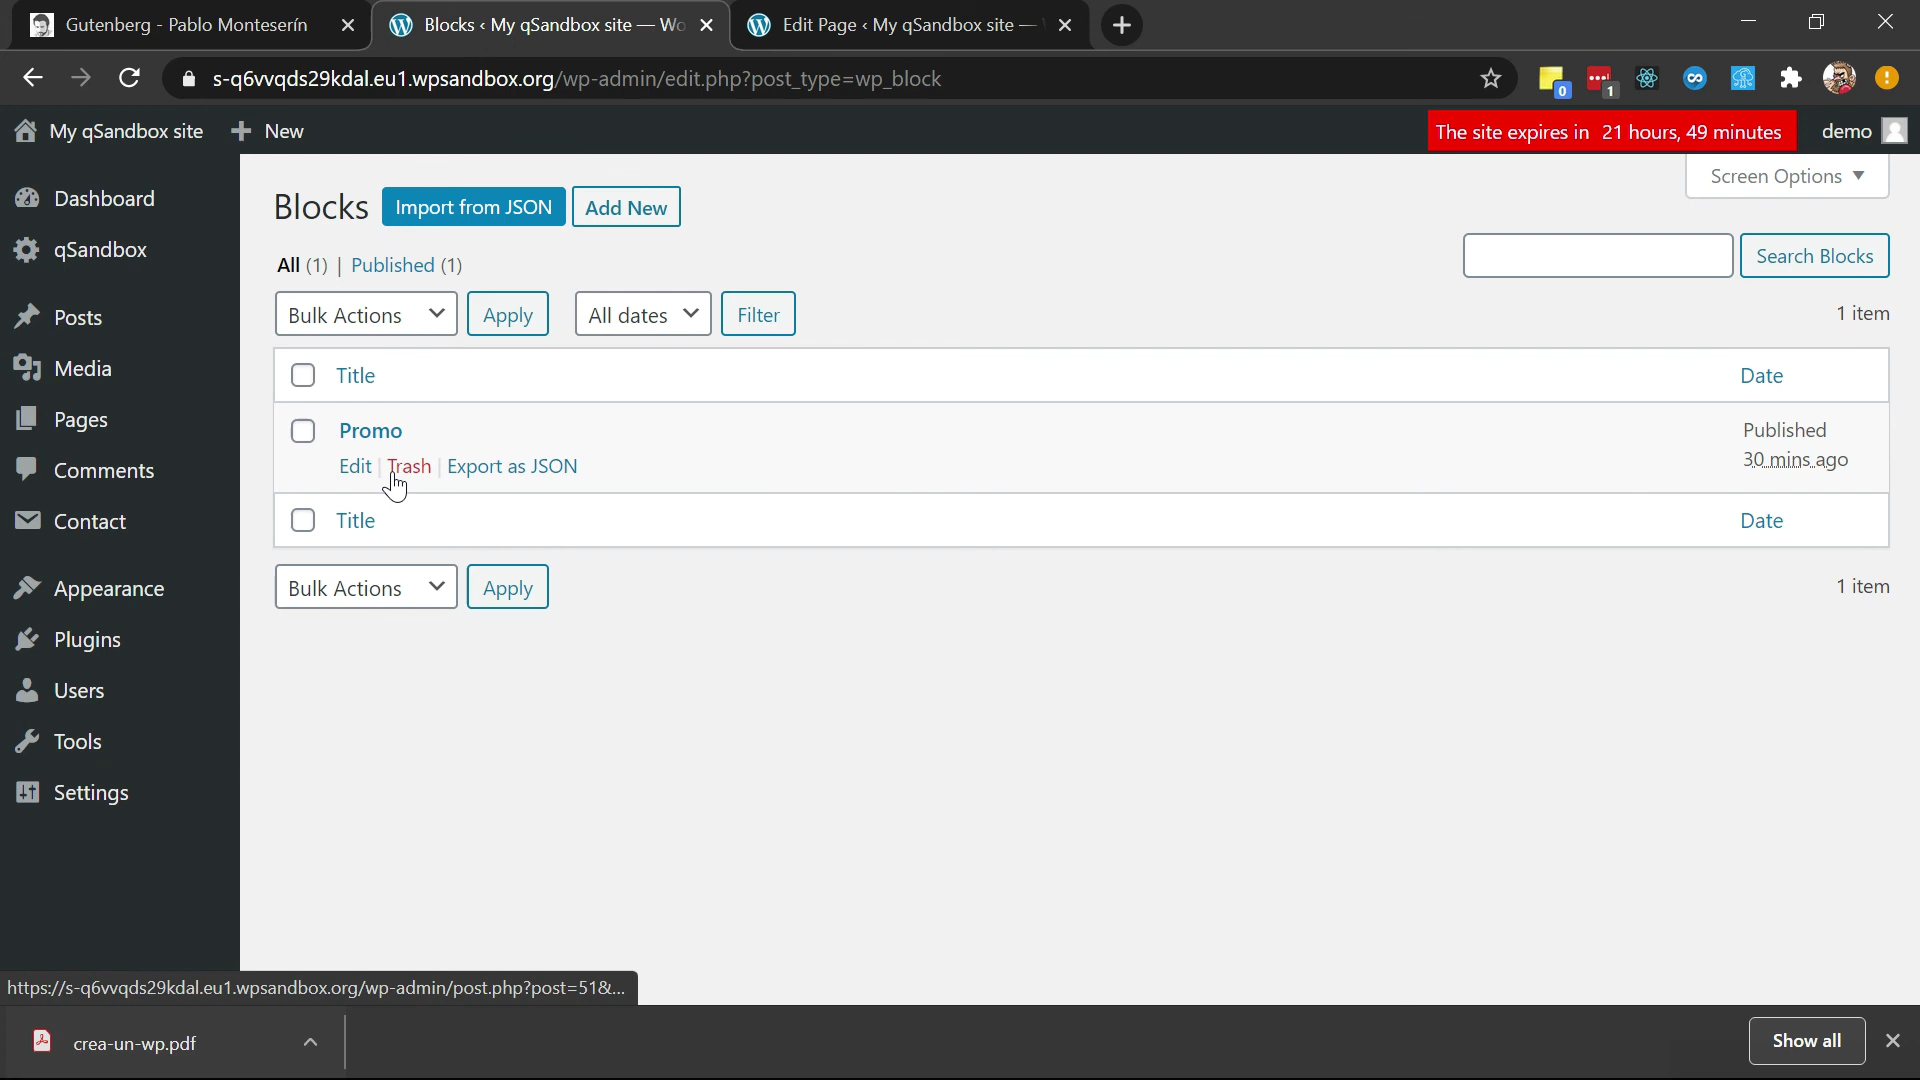 Gutenberg - Pablo Monteserín
Blocks ‹ My qSandbox site — Wo
Edit Page ‹ My qSandbox site —
s-q6vvqds29kdal.eu1.wpsandbox.org/wp-admin/edit.php?post_type=wp_block
0
1
My qSandbox site
New
The site expires in 21 hours, 49 minutes
demo
Dashboard
qSandbox
Posts
Media
Pages
Comments
Contact
Appearance
Plugins
Users
Tools
Settings
Screen Options
Blocks Import from JSON Add New
All (1) | Published (1)
Search Blocks
Bulk Actions Apply All dates Filter 1 item
Title Date
Promo Published
Edit | Trash | Export as JSON 30 mins ago
Title Date
Bulk Actions Apply 1 item
https://s-q6vvqds29kdal.eu1.wpsandbox.org/wp-admin/post.php?post=51&...
crea-un-wp.pdf
Show all